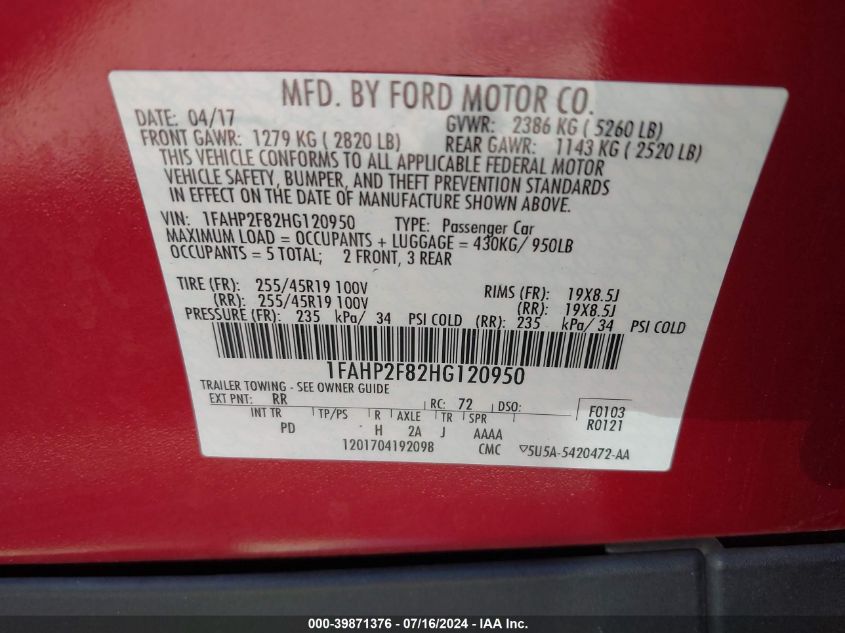 MFD. BY FORD MOTOR CO.
DATE: 04/17 GVWR: 2386 KG ( 5260 LB)
FRONT GAWR: 1279 KG ( 2820 LB) REAR GAWR: 1143 KG ( 2520 LB)
THIS VEHICLE CONFORMS TO ALL APPLICABLE FEDERAL MOTOR
VEHICLE SAFETY, BUMPER, AND THEFT PREVENTION STANDARDS
IN EFFECT ON THE DATE OF MANUFACTURE SHOWN ABOVE.
VIN: 1FAHP2F82HG120950 TYPE: Passenger Car
MAXIMUM LOAD = OCCUPANTS + LUGGAGE = 430KG/ 950LB
OCCUPANTS = 5 TOTAL; 2 FRONT, 3 REAR
TIRE (FR): 255/45R19 100V RIMS (FR): 19X8.5J
(RR): 255/45R19 100V (RR): 19X8.5J
PRESSURE (FR): 235 kPa/ 34 PSI COLD (RR): 235 kPa/ 34 PSI COLD
1FAHP2F82HG120950
TRAILER TOWING - SEE OWNER GUIDE
EXT PNT: RR RC: 72 DSO: F0103
INT TR TP/PS R AXLE TR SPR R0121
PD H 2A J AAAA
12017041920​9B CMC ▽5U5A-5420472-AA
000-39871376 - 07/16/2024 - IAA Inc.